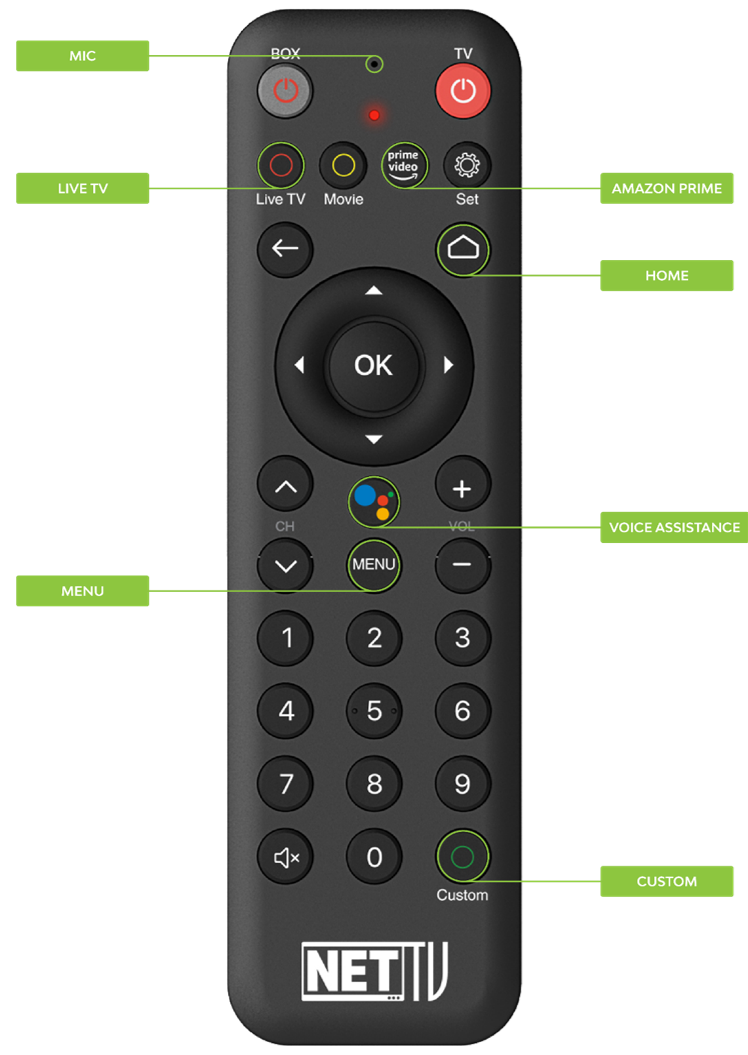 BOX
TV
MIC
prime
video
LIVE TV
AMAZON PRIME
Live TV
Movie
Set
HOME
OK
CH
VOL
VOICE ASSISTANCE
MENU
MENU
1
2
3
4
5
6
7
8
9
0
CUSTOM
Custom
NET TV